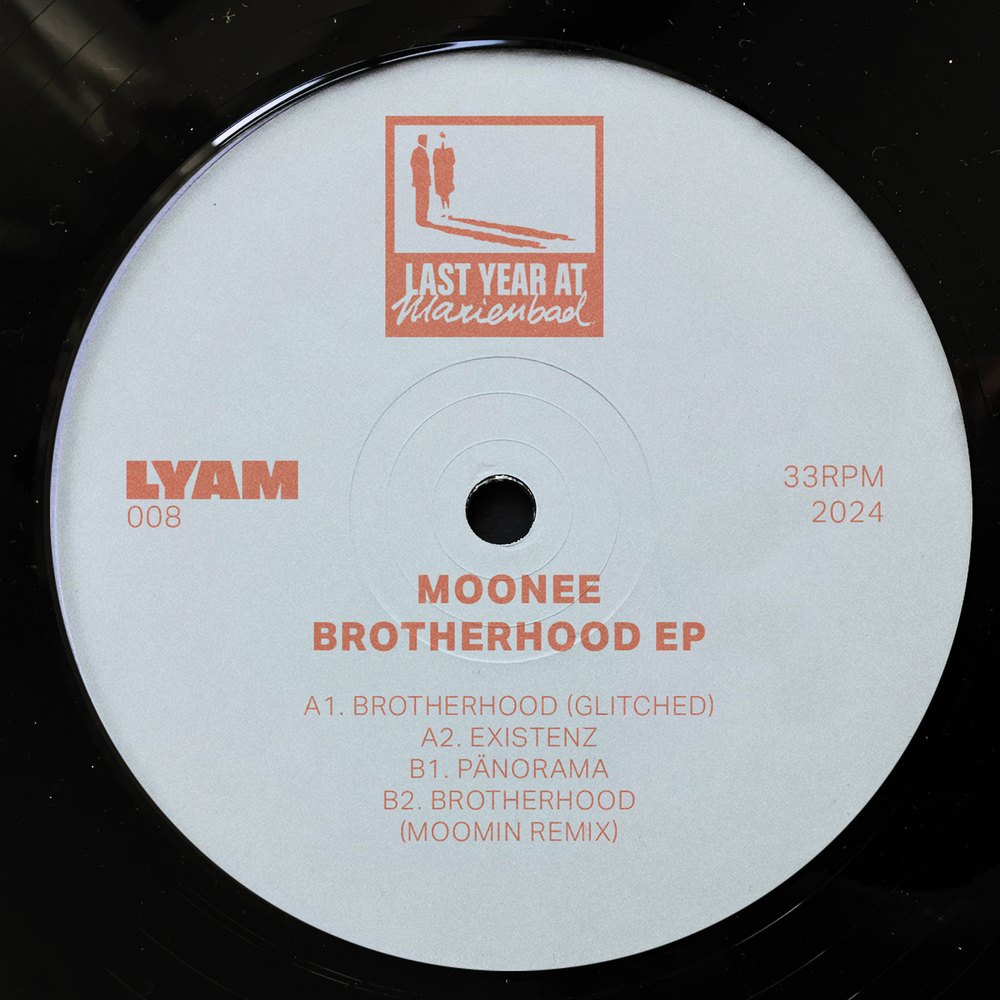 LAST YEAR AT
Marienbad
LYAM
008
33RPM
2024
MOONEE
BROTHERHOOD EP
A1. BROTHERHOOD (GLITCHED)
A2. EXISTENZ
B1. PÄNORAMA
B2. BROTHERHOOD
(MOOMIN REMIX)